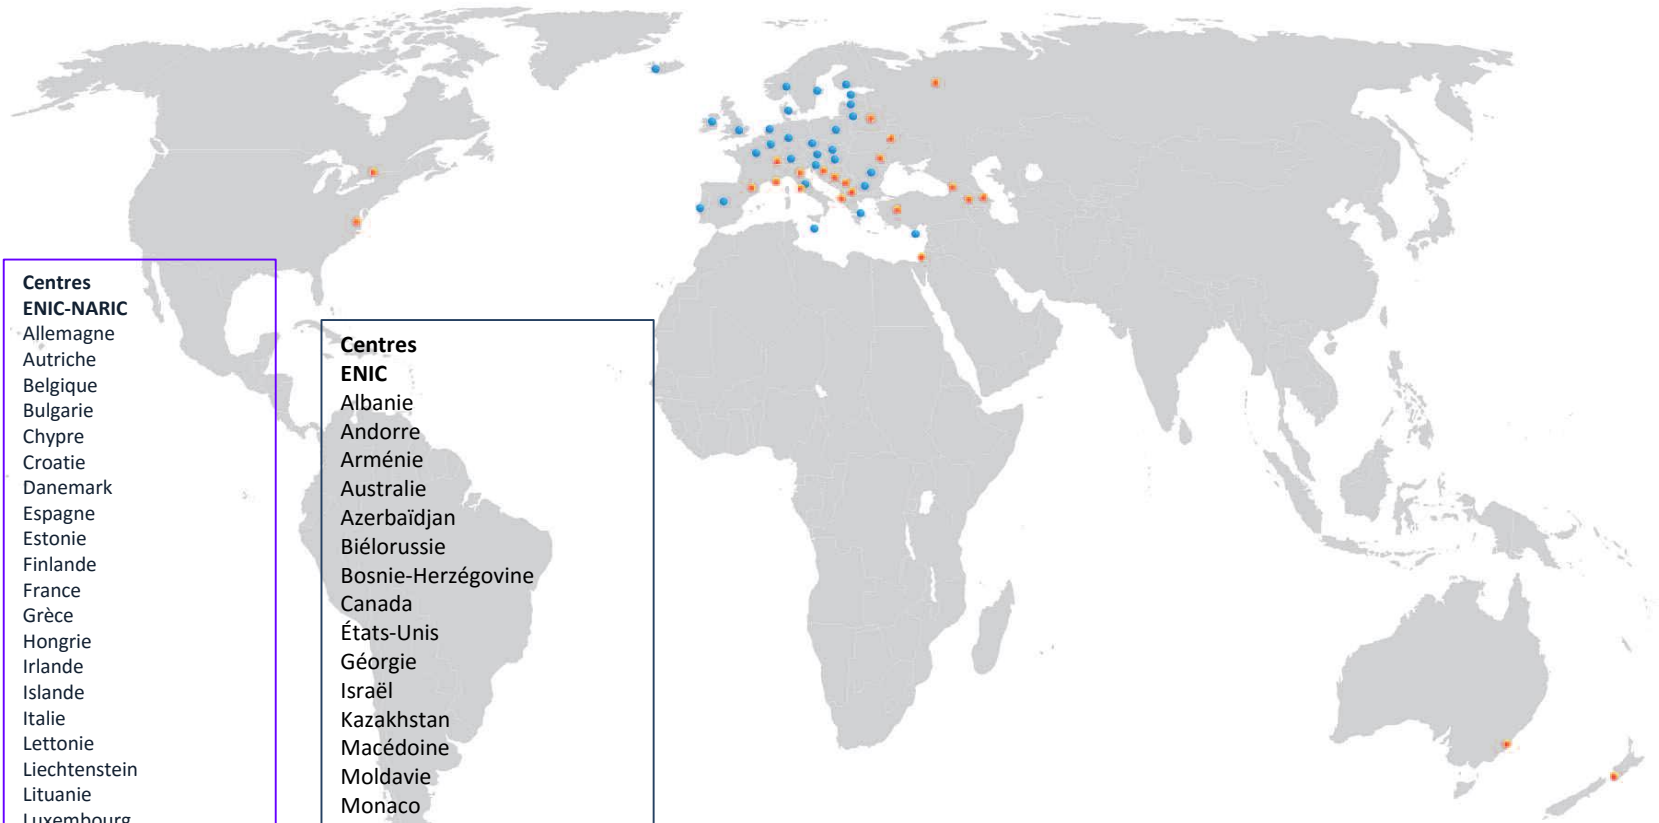 Centres
ENIC-NARIC
Allemagne
Autriche
Belgique
Bulgarie
Chypre
Croatie
Danemark
Espagne
Estonie
Finlande
France
Grèce
Hongrie
Irlande
Islande
Italie
Lettonie
Liechtenstein
Lituanie
Luxembourg
Centres
ENIC
Albanie
Andorre
Arménie
Australie
Azerbaïdjan
Biélorussie
Bosnie-Herzégovine
Canada
États-Unis
Géorgie
Israël
Kazakhstan
Macédoine
Moldavie
Monaco